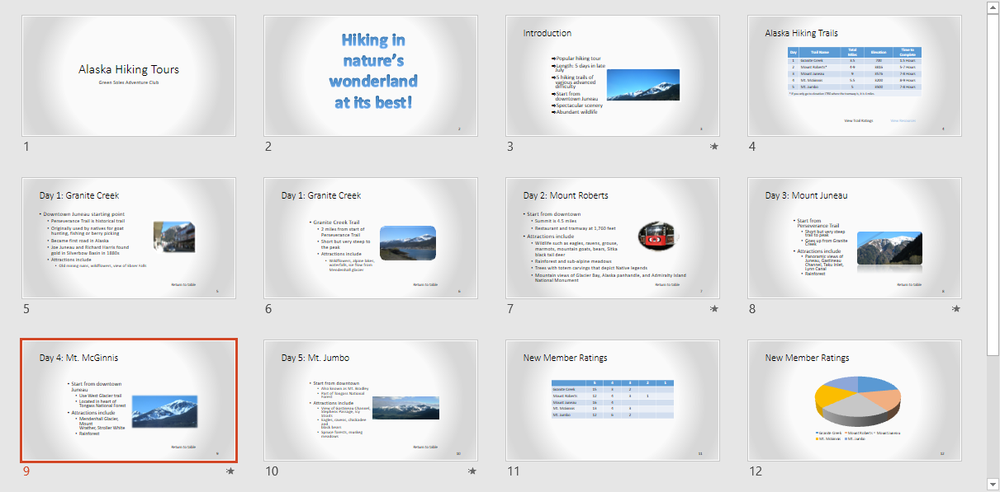 Alaska Hiking Tours
Green Sales Adventure Club
1
Hiking in
nature's
wonderland
at its best!
2
2
Introduction
Popular hiking tour
Length: 5 days in late
July
5 hiking trails of
various advanced
difficulty
Start from
downtown Juneau
Spectacular scenery
Abundant wildlife
3
3
Alaska Hiking Trails
Day Trail Name Total Miles Elevation Time to Complete
1 Granite Creek 3.5 700 1.5 Hours
2 Mount Roberts* 4-9 3816 5-7 Hours
3 Mount Juneau 9 3576 7-8 Hours
4 Mt. McGinnis 5.5 3200 8-9 Hours
5 Mt. Jumbo 5 3500 7-8 Hours
View Trail Ratings
4
4
Day 1: Granite Creek
• Downtown Juneau starting point
• Perseverance Trail is historical trail
• Originally used by natives for goat
hunting, fishing or berry picking
• Became first road in Alaska
• Joe Juneau and Richard Harris found
gold in Silverbow Basin in 1880s
• Attractions include
• Old mining ruins, wildflowers, view of Ebner Falls
Return to table
5
5
Day 1: Granite Creek
• Granite Creek Trail
• 2 miles from start of
Perseverance Trail
• Short but very steep to
the peak
• Attractions include
• Wildflowers, alpine lakes,
waterfalls, ice flow from
Mendenhall glacier
Return to table
6
6
Day 2: Mount Roberts
• Start from downtown
• Summit is 4.5 miles
• Restaurant and tramway at 1,760 feet
• Attractions include
• Wildlife such as eagles, ravens, grouse,
marmots, mountain goats, bears, Sitka
black tail deer
• Rainforest and sub-alpine meadows
• Trees with totem carvings that depict Native legends
• Mountain views of Glacier Bay, Alaska panhandle, and Admiralty Island
National Monument
Return to table
7
7
Day 3: Mount Juneau
• Start from
Perseverance Trail
• Short but very steep
trail to peak
• Goes up from Granite
Creek
• Attractions include
• Panoramic views of
Juneau, Gastineau
Channel, Taku Inlet,
Lynn Canal
• Rainforest
Return to table
8
8
Day 4: Mt. McGinnis
• Start from downtown
Juneau
• Use West Glacier trail
• Located in heart of
Tongass National Forest
• Attractions include
• Mendenhall Glacier,
Mount
Wrather, Stroller White
• Rainforest
Return to table
9
9
Day 5: Mt. Jumbo
• Start from downtown
• Also known as Mt. Bradley
• Part of Tongass National
Forest
• Attractions include
• View of Gastineau Channel,
Stephens Passage, Icy
Straits
• Eagles, ravens, chickadee
and
black bears
• Spruce forests, muskeg
meadows
Return to table
10
10
New Member Ratings
5 4 3 2 1
Granite Creek 15 3 2
Mount Roberts 12 4 3 1
Mount Juneau 16 4
Mt. McGinnis 13 4 3
Mt. Jumbo 12 6 2
11
11
New Member Ratings
Granite Creek Mount Roberts Mount Juneau
Mt. McGinnis Mt. Jumbo
12
12